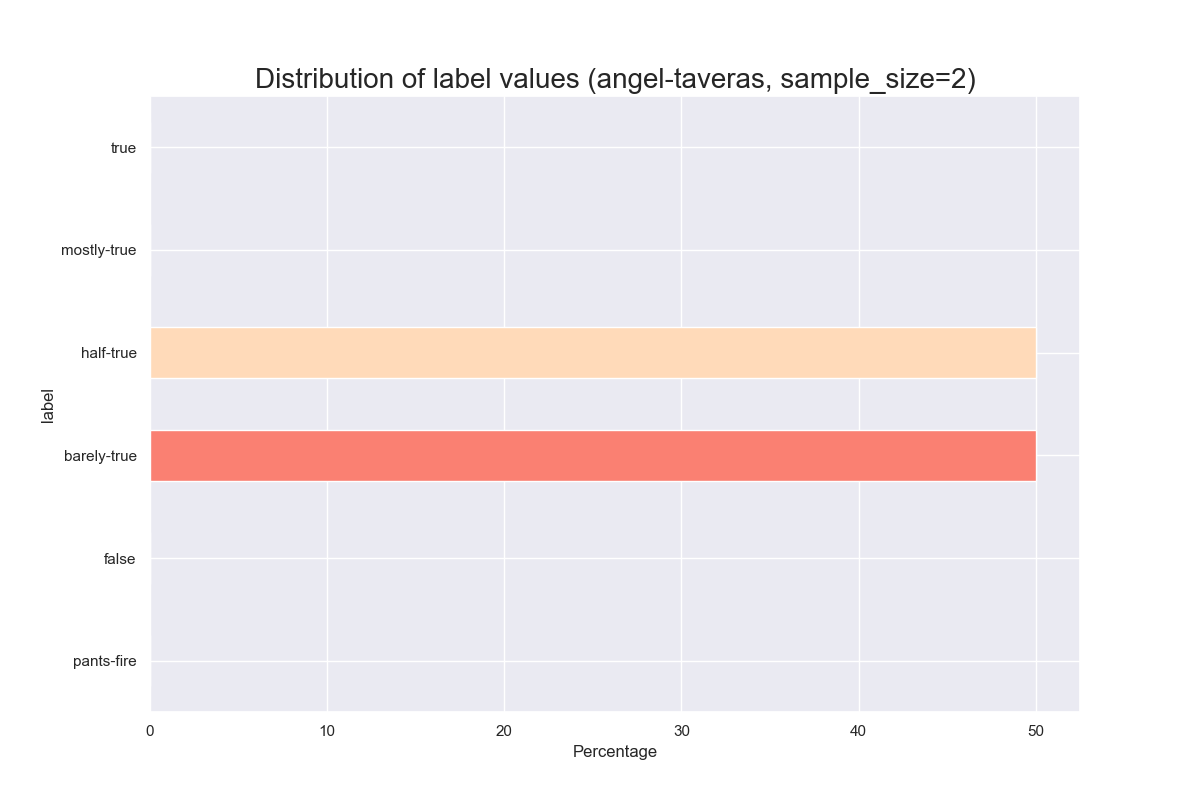 Distribution of label values (angel-taveras, sample_size=2)
true
mostly-true
half-true
barely-true
false
pants-fire
label
0 10 20 30 40 50
Percentage